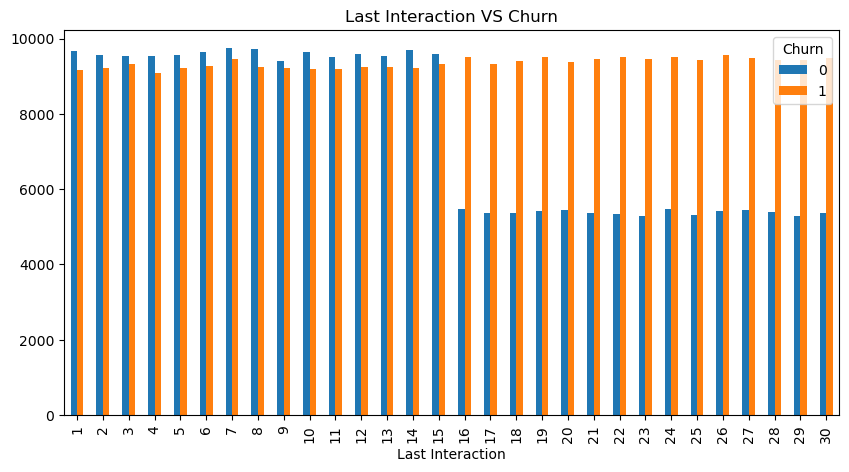 Last Interaction VS Churn
10000
8000
6000
4000
2000
0
Churn
0
1
1 2 3 4 5 6 7 8 9 10 11 12 13 14 15 16 17 18 19 20 21 22 23 24 25 26 27 28 29 30
Last Interaction